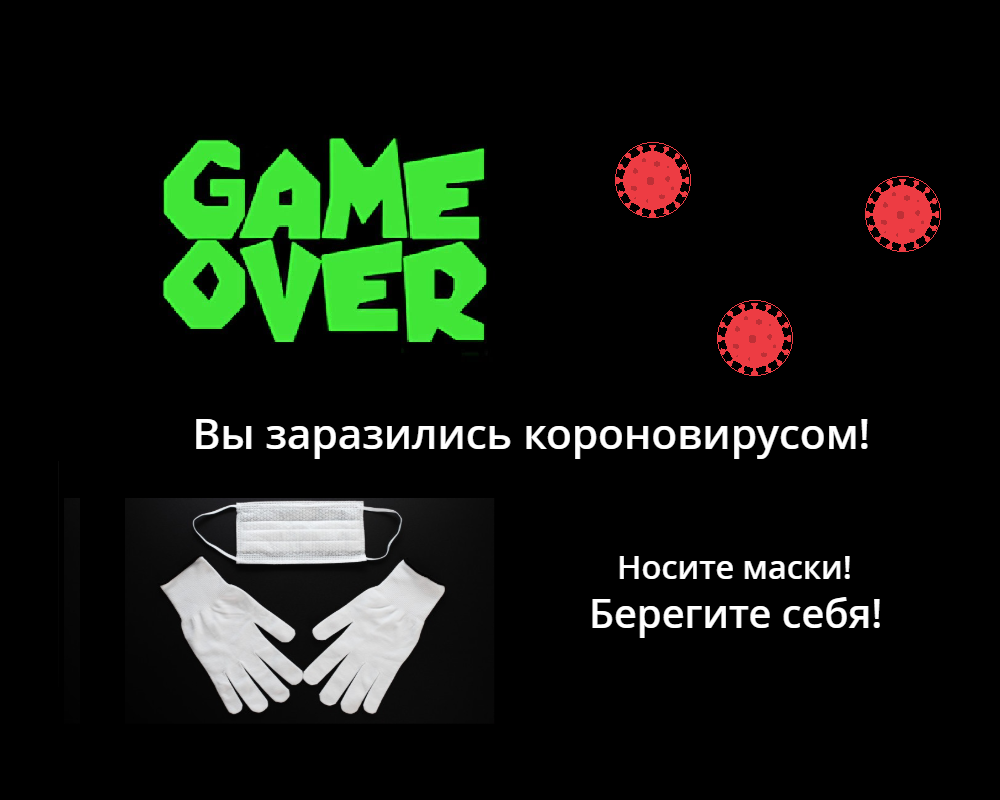 GAME
OVER
Вы заразились короновирусом!
Носите маски!
Берегите себя!